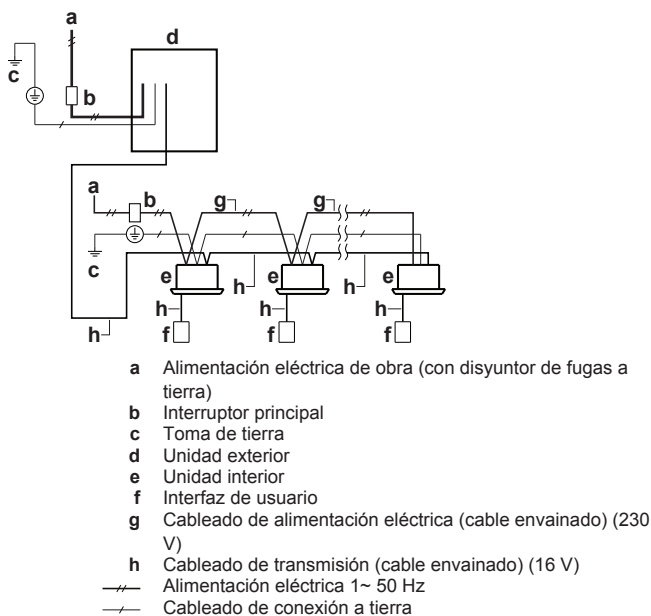 a
d
c
b
a
b
g
g
c
e
h
e
h
e
h
h
h
h
f
f
f
h
a Alimentación eléctrica de obra (con disyuntor de fugas a
tierra)
b Interruptor principal
c Toma de tierra
d Unidad exterior
e Unidad interior
f Interfaz de usuario
g Cableado de alimentación eléctrica (cable envainado) (230
V)
h Cableado de transmisión (cable envainado) (16 V)
Alimentación eléctrica 1~ 50 Hz
Cableado de conexión a tierra